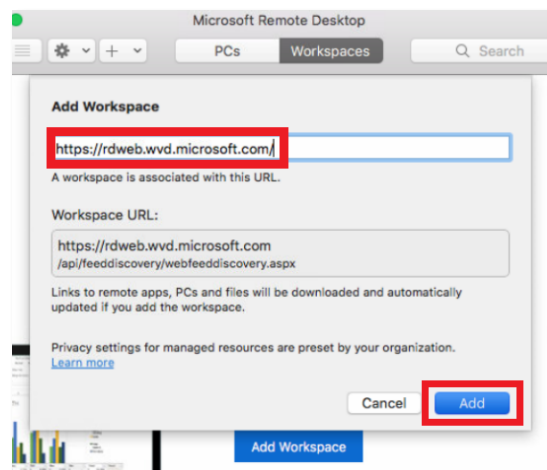 Microsoft Remote Desktop
PCs
Workspaces
Search
Add Workspace
https://rdweb.wvd.microsoft.com/
A workspace is associated with this URL.
Workspace URL:
https://rdweb.wvd.microsoft.com
/api/feeddiscovery/webfeeddiscovery.aspx
Links to remote apps, PCs and files will be downloaded and automatically
updated if you add the workspace.
Privacy settings for managed resources are preset by your organization.
Learn more
Cancel
Add
Add Workspace